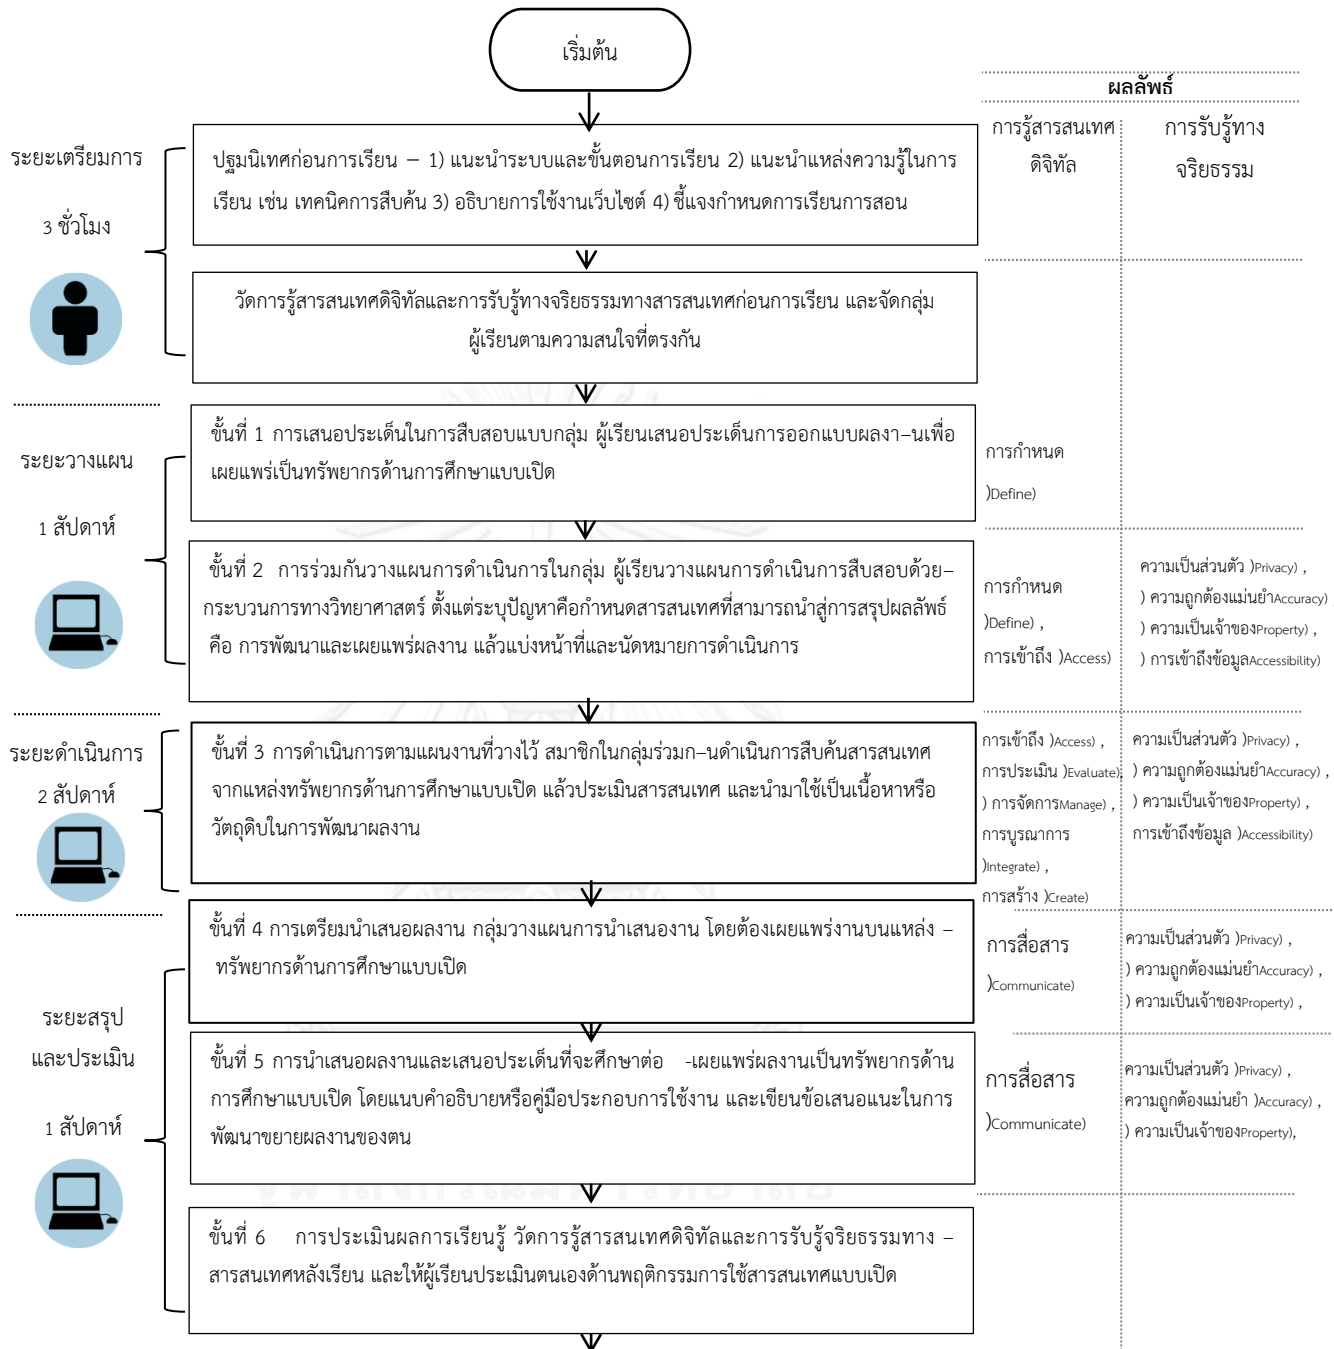 เริ่มต้น
ผลลัพธ์
การรู้สารสนเทศ
ดิจิทัล
การรับรู้ทาง
จริยธรรม
ระยะเตรียมการ
3 ชั่วโมง
ปฐมนิเทศก่อนการเรียน – 1) แนะนำระบบและขั้นตอนการเรียน 2) แนะนำแหล่งความรู้ในการ
เรียน เช่น เทคนิคการสืบค้น 3) อธิบายการใช้งานเว็บไซต์ 4) ชี้แจงกำหนดการเรียนการสอน
วัดการรู้สารสนเทศดิจิทัลและการรับรู้ทางจริยธรรมทางสารสนเทศก่อนการเรียน และจัดกลุ่ม
ผู้เรียนตามความสนใจที่ตรงกัน
ระยะวางแผน
1 สัปดาห์
ขั้นที่ 1 การเสนอประเด็นในการสืบสอบแบบกลุ่ม ผู้เรียนเสนอประเด็นการออกแบบผลงา–นเพื่อ
เผยแพร่เป็นทรัพยากรด้านการศึกษาแบบเปิด
การกำหนด
)Define)
ขั้นที่ 2 การร่วมกันวางแผนการดำเนินการในกลุ่ม ผู้เรียนวางแผนการดำเนินการสืบสอบด้วย–
กระบวนการทางวิทยาศาสตร์ ตั้งแต่ระบุปัญหาคือกำหนดสารสนเทศที่สามารถนำสู่การสรุปผลลัพธ์
คือ การพัฒนาและเผยแพร่ผลงาน แล้วแบ่งหน้าที่และนัดหมายการดำเนินการ
การกำหนด
)Define) ,
การเข้าถึง )Access)
ความเป็นส่วนตัว )Privacy) ,
) ความถูกต้องแม่นยำAccuracy) ,
) ความเป็นเจ้าของProperty) ,
) การเข้าถึงข้อมูลAccessibility)
ระยะดำเนินการ
2 สัปดาห์
ขั้นที่ 3 การดำเนินการตามแผนงานที่วางไว้ สมาชิกในกลุ่มร่วมก–นดำเนินการสืบค้นสารสนเทศ
จากแหล่งทรัพยากรด้านการศึกษาแบบเปิด แล้วประเมินสารสนเทศ และนำมาใช้เป็นเนื้อหาหรือ
วัตถุดิบในการพัฒนาผลงาน
การเข้าถึง )Access) ,
การประเมิน )Evaluate),
) การจัดการManage) ,
การบูรณาการ
)Integrate) ,
การสร้าง )Create)
ความเป็นส่วนตัว )Privacy) ,
) ความถูกต้องแม่นยำAccuracy) ,
) ความเป็นเจ้าของProperty) ,
การเข้าถึงข้อมูล )Accessibility)
ระยะสรุป
และประเมิน
1 สัปดาห์
ขั้นที่ 4 การเตรียมนำเสนอผลงาน กลุ่มวางแผนการนำเสนองาน โดยต้องเผยแพร่งานบนแหล่ง –
ทรัพยากรด้านการศึกษาแบบเปิด
การสื่อสาร
)Communicate)
ความเป็นส่วนตัว )Privacy) ,
) ความถูกต้องแม่นยำAccuracy) ,
) ความเป็นเจ้าของProperty) ,
ขั้นที่ 5 การนำเสนอผลงานและเสนอประเด็นที่จะศึกษาต่อ -เผยแพร่ผลงานเป็นทรัพยากรด้าน
การศึกษาแบบเปิด โดยแนบคำอธิบายหรือคู่มือประกอบการใช้งาน และเขียนข้อเสนอแนะในการ
พัฒนาขยายผลงานของตน
การสื่อสาร
)Communicate)
ความเป็นส่วนตัว )Privacy) ,
ความถูกต้องแม่นยำ )Accuracy) ,
) ความเป็นเจ้าของProperty),
จุฬาลงกรณ์มหาวิทยาลัย
ขั้นที่ 6 การประเมินผลการเรียนรู้ วัดการรู้สารสนเทศดิจิทัลและการรับรู้จริยธรรมทาง –
สารสนเทศหลังเรียน และให้ผู้เรียนประเมินตนเองด้านพฤติกรรมการใช้สารสนเทศแบบเปิด